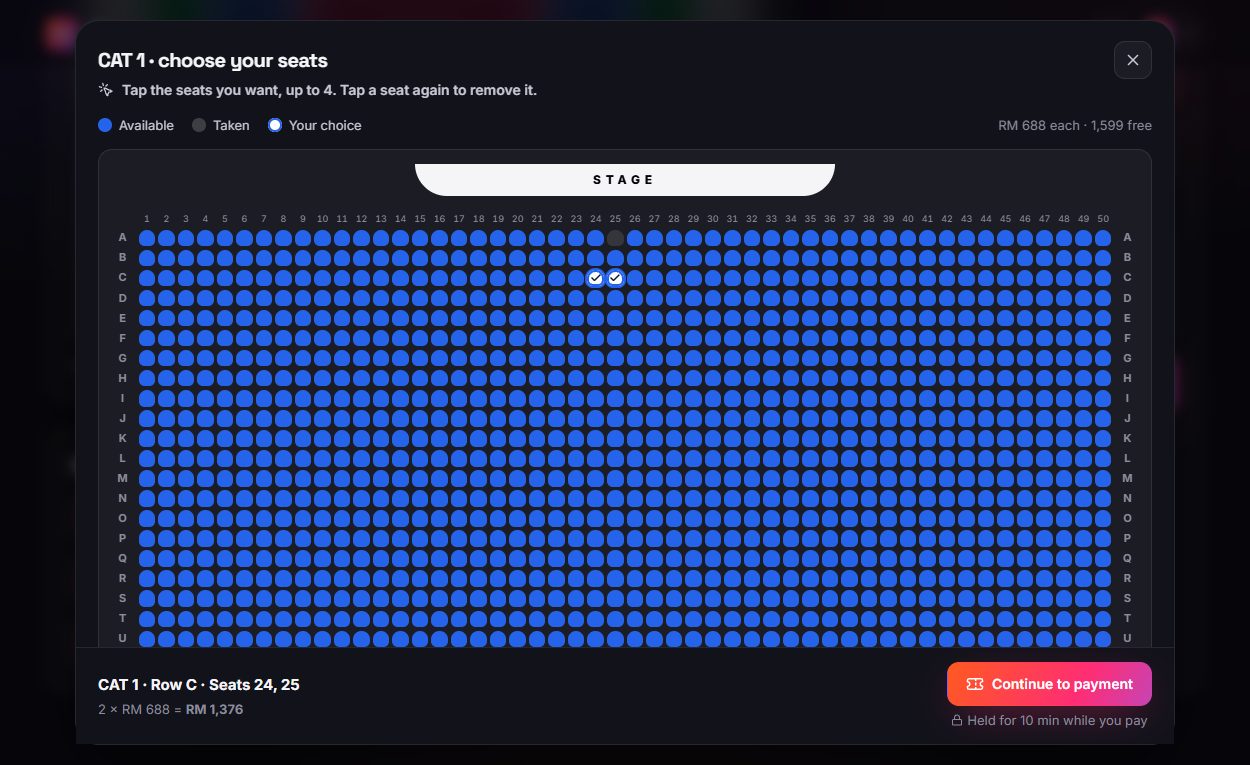 CAT 1 · choose your seats
Tap the seats you want, up to 4. Tap a seat again to remove it.
Available Taken Your choice RM 688 each · 1,599 free
STAGE
1 2 3 4 5 6 7 8 9 10 11 12 13 14 15 16 17 18 19 20 21 22 23 24 25 26 27 28 29 30 31 32 33 34 35 36 37 38 39 40 41 42 43 44 45 46 47 48 49 50
A A
B B
C C
D D
E E
F F
G G
H H
I I
J J
K K
L L
M M
N N
O O
P P
Q Q
R R
S S
T T
U U
CAT 1 · Row C · Seats 24, 25
2 × RM 688 = RM 1,376
Continue to payment
Held for 10 min while you pay